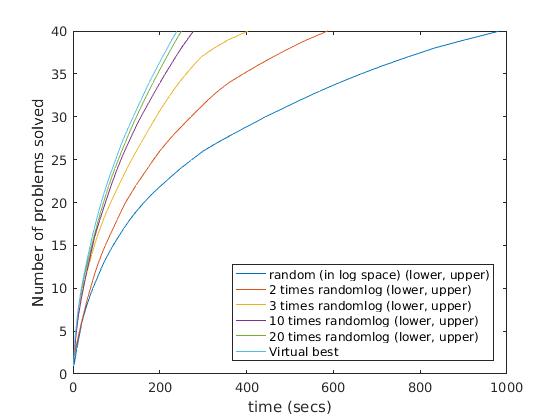 40
35
30
25
20
15
10
5
0
Number of problems solved
random (in log space) (lower, upper)
2 times randomlog (lower, upper)
3 times randomlog (lower, upper)
10 times randomlog (lower, upper)
20 times randomlog (lower, upper)
Virtual best
0 200 400 600 800 1000
time (secs)